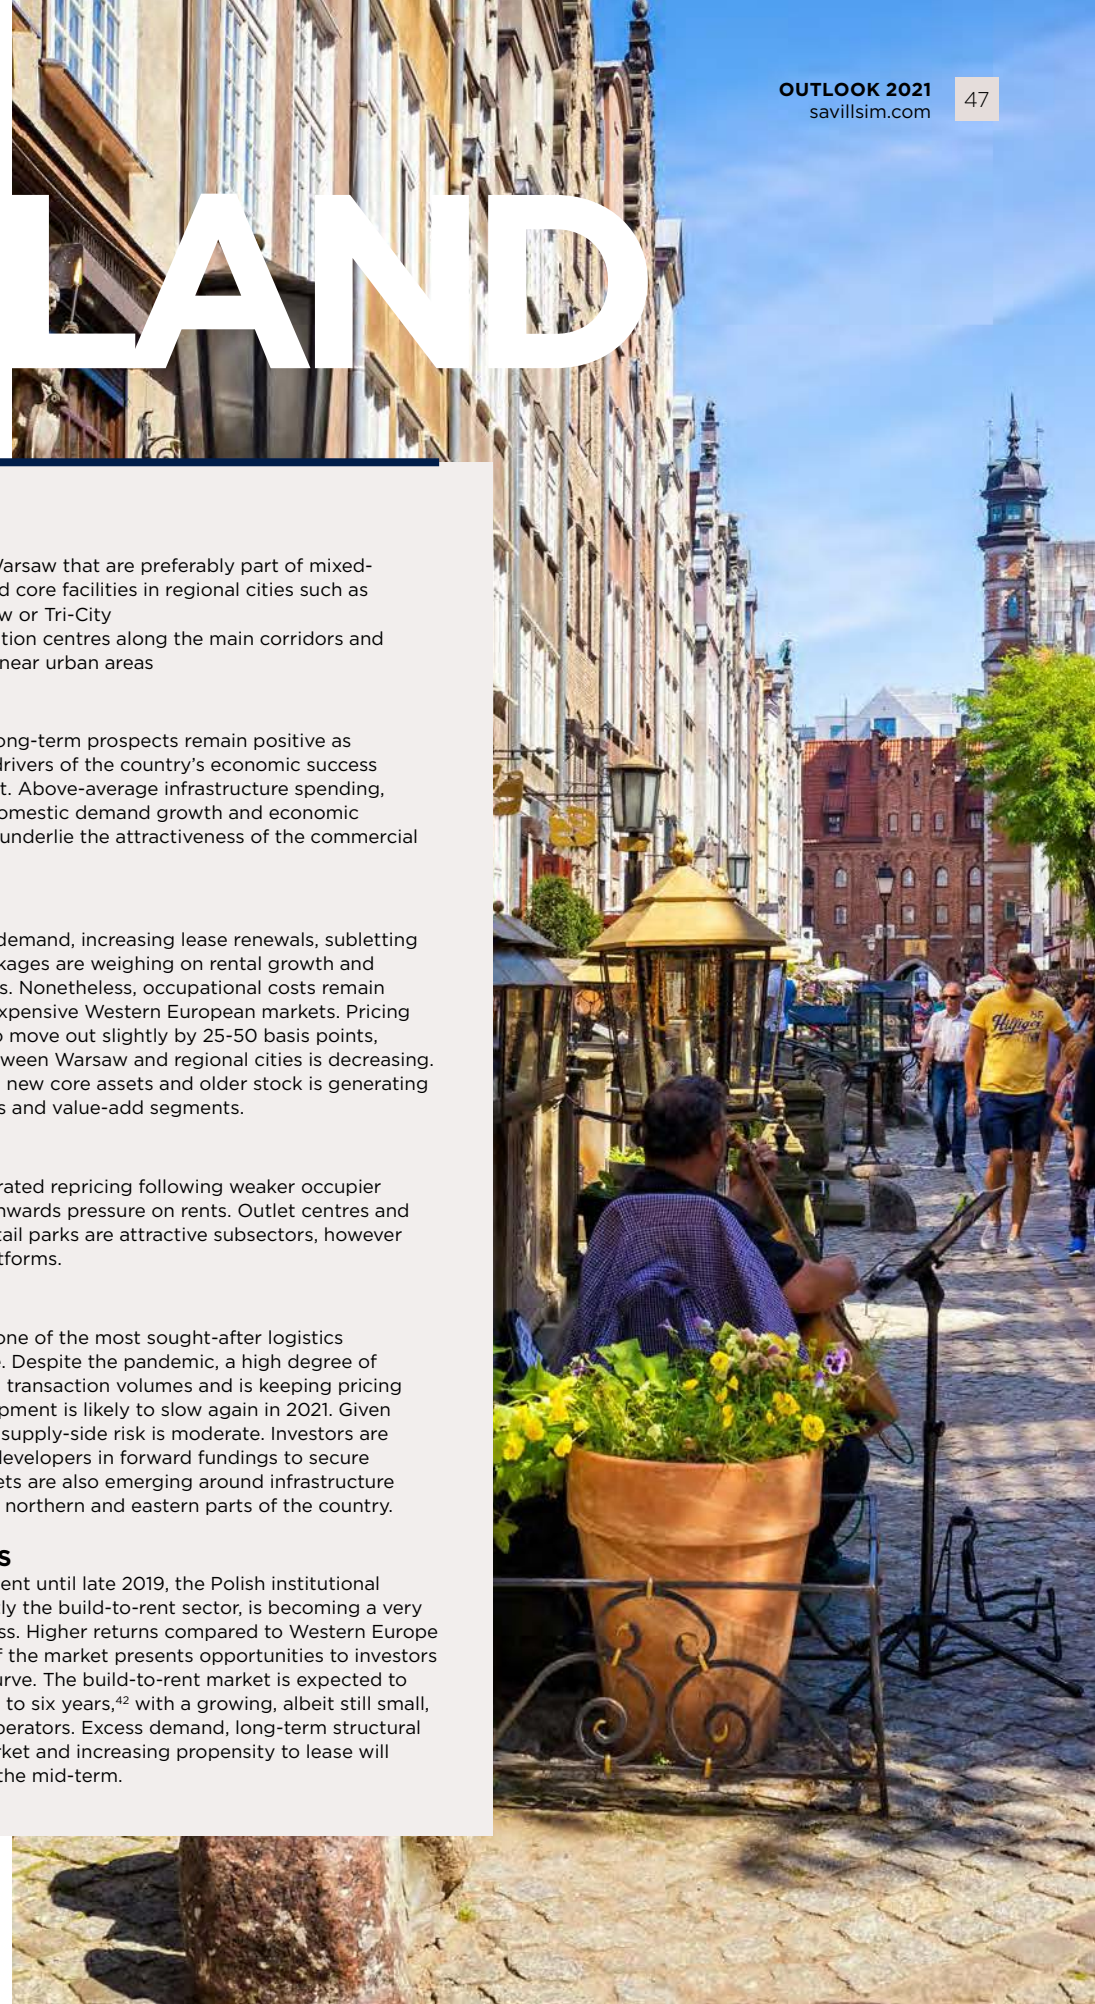 OUTLOOK 2021
savillsim.com
47
LAND
arsaw that are preferably part of mixed-
d core facilities in regional cities such as
w or Tri-City
tion centres along the main corridors and
near urban areas
ong-term prospects remain positive as
drivers of the country's economic success
t. Above-average infrastructure spending,
omestic demand growth and economic
underlie the attractiveness of the commercial
demand, increasing lease renewals, subletting
kages are weighing on rental growth and
s. Nonetheless, occupational costs remain
xpensive Western European markets. Pricing
o move out slightly by 25-50 basis points,
ween Warsaw and regional cities is decreasing.
new core assets and older stock is generating
s and value-add segments.
rated repricing following weaker occupier
nwards pressure on rents. Outlet centres and
tail parks are attractive subsectors, however
tforms.
one of the most sought-after logistics
e. Despite the pandemic, a high degree of
transaction volumes and is keeping pricing
pment is likely to slow again in 2021. Given
supply-side risk is moderate. Investors are
developers in forward fundings to secure
ets are also emerging around infrastructure
northern and eastern parts of the country.
S
ent until late 2019, the Polish institutional
ly the build-to-rent sector, is becoming a very
ss. Higher returns compared to Western Europe
f the market presents opportunities to investors
urve. The build-to-rent market is expected to
to six years,⁴² with a growing, albeit still small,
perators. Excess demand, long-term structural
rket and increasing propensity to lease will
the mid-term.
Hilfiger